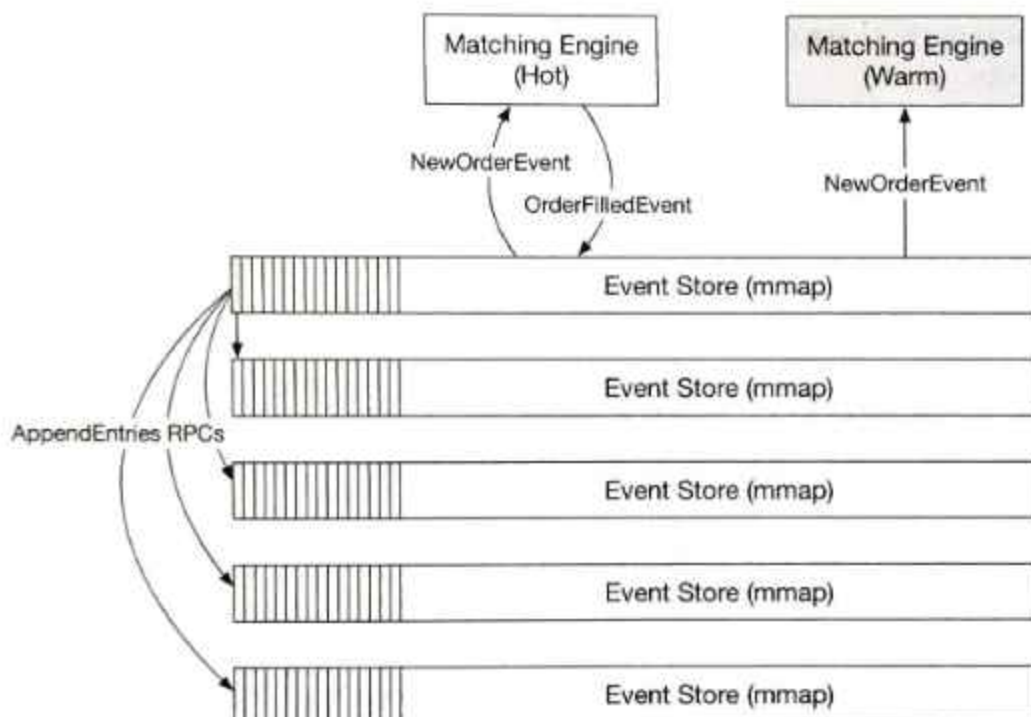 Matching Engine
(Hot)
Matching Engine
(Warm)
NewOrderEvent
OrderFilledEvent
NewOrderEvent
Event Store (mmap)
Event Store (mmap)
AppendEntries RPCs
Event Store (mmap)
Event Store (mmap)
Event Store (mmap)